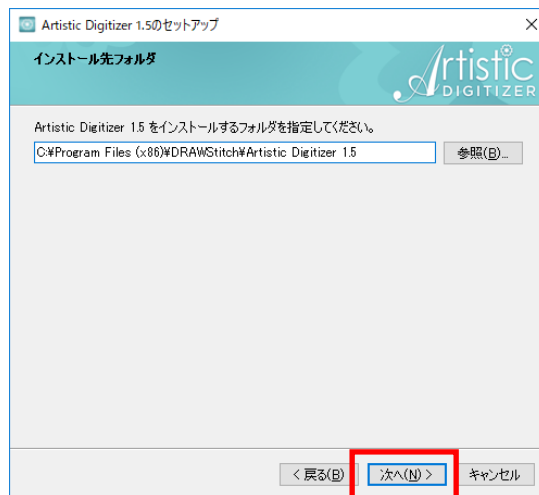 Artistic Digitizer 1.5のセットアップ
インストール先フォルダ
Artistic
DIGITIZER
Artistic Digitizer 1.5 をインストールするフォルダを指定してください。
C:¥Program Files (x86)¥DRAWStitch¥Artistic Digitizer 1.5
参照(B)...
< 戻る(B)
次へ(N) >
キャンセル